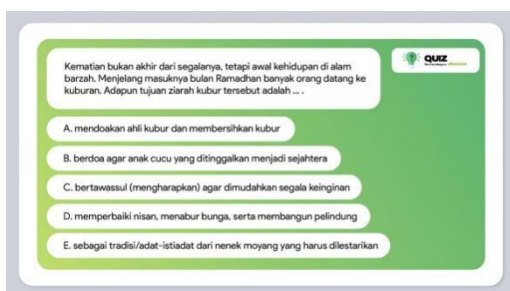 Kematian bukan akhir dari segalanya, tetapi awal kehidupan di alam
barzah. Menjelang masuknya bulan Ramadhan banyak orang datang ke
kuburan. Adapun tujuan ziarah kubur tersebut adalah ... .
QUIZ
A. mendoakan ahli kubur dan membersihkan kubur
B. berdoa agar anak cucu yang ditinggalkan menjadi sejahtera
C. bertawassul (mengharapkan) agar dimudahkan segala keinginan
D. memperbaiki nisan, menabur bunga, serta membangun pelindung
E. sebagai tradisi/adat-istiadat dari nenek moyang yang harus dilestarikan